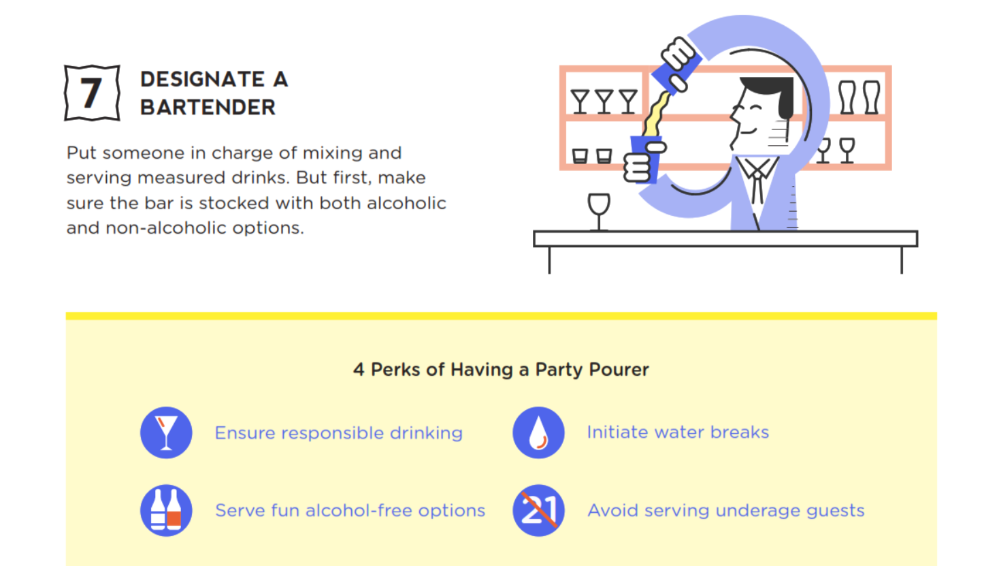 7
DESIGNATE A
BARTENDER
Put someone in charge of mixing and
serving measured drinks. But first, make
sure the bar is stocked with both alcoholic
and non-alcoholic options.
4 Perks of Having a Party Pourer
Ensure responsible drinking
Initiate water breaks
Serve fun alcohol-free options
21
Avoid serving underage guests